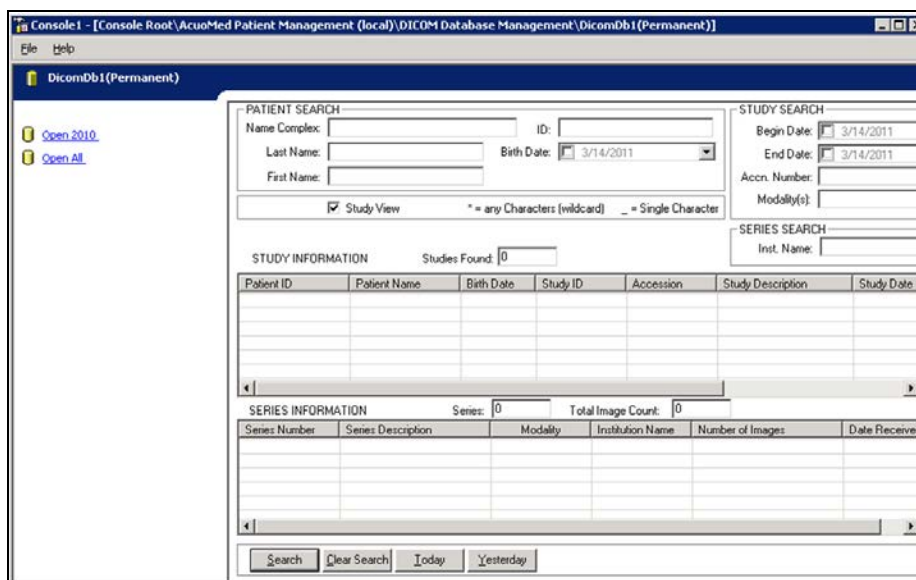 Console1 - [Console Root\AcuoMed Patient Management (local)\DICOM Database Management\DicomDb1(Permanent)]
File Help
DicomDb1(Permanent)
Open 2010
Open All
PATIENT SEARCH
Name Complex:
ID:
Last Name:
Birth Date: 3/14/2011
First Name:
Study View * = any Characters (wildcard) _ = Single Character
STUDY SEARCH
Begin Date: 3/14/2011
End Date: 3/14/2011
Accn. Number:
Modality(s):
SERIES SEARCH
Inst. Name:
STUDY INFORMATION Studies Found: 0
Patient ID Patient Name Birth Date Study ID Accession Study Description Study Date
SERIES INFORMATION Series: 0 Total Image Count: 0
Series Number Series Description Modality Institution Name Number of Images Date Receive
Search Clear Search Today Yesterday